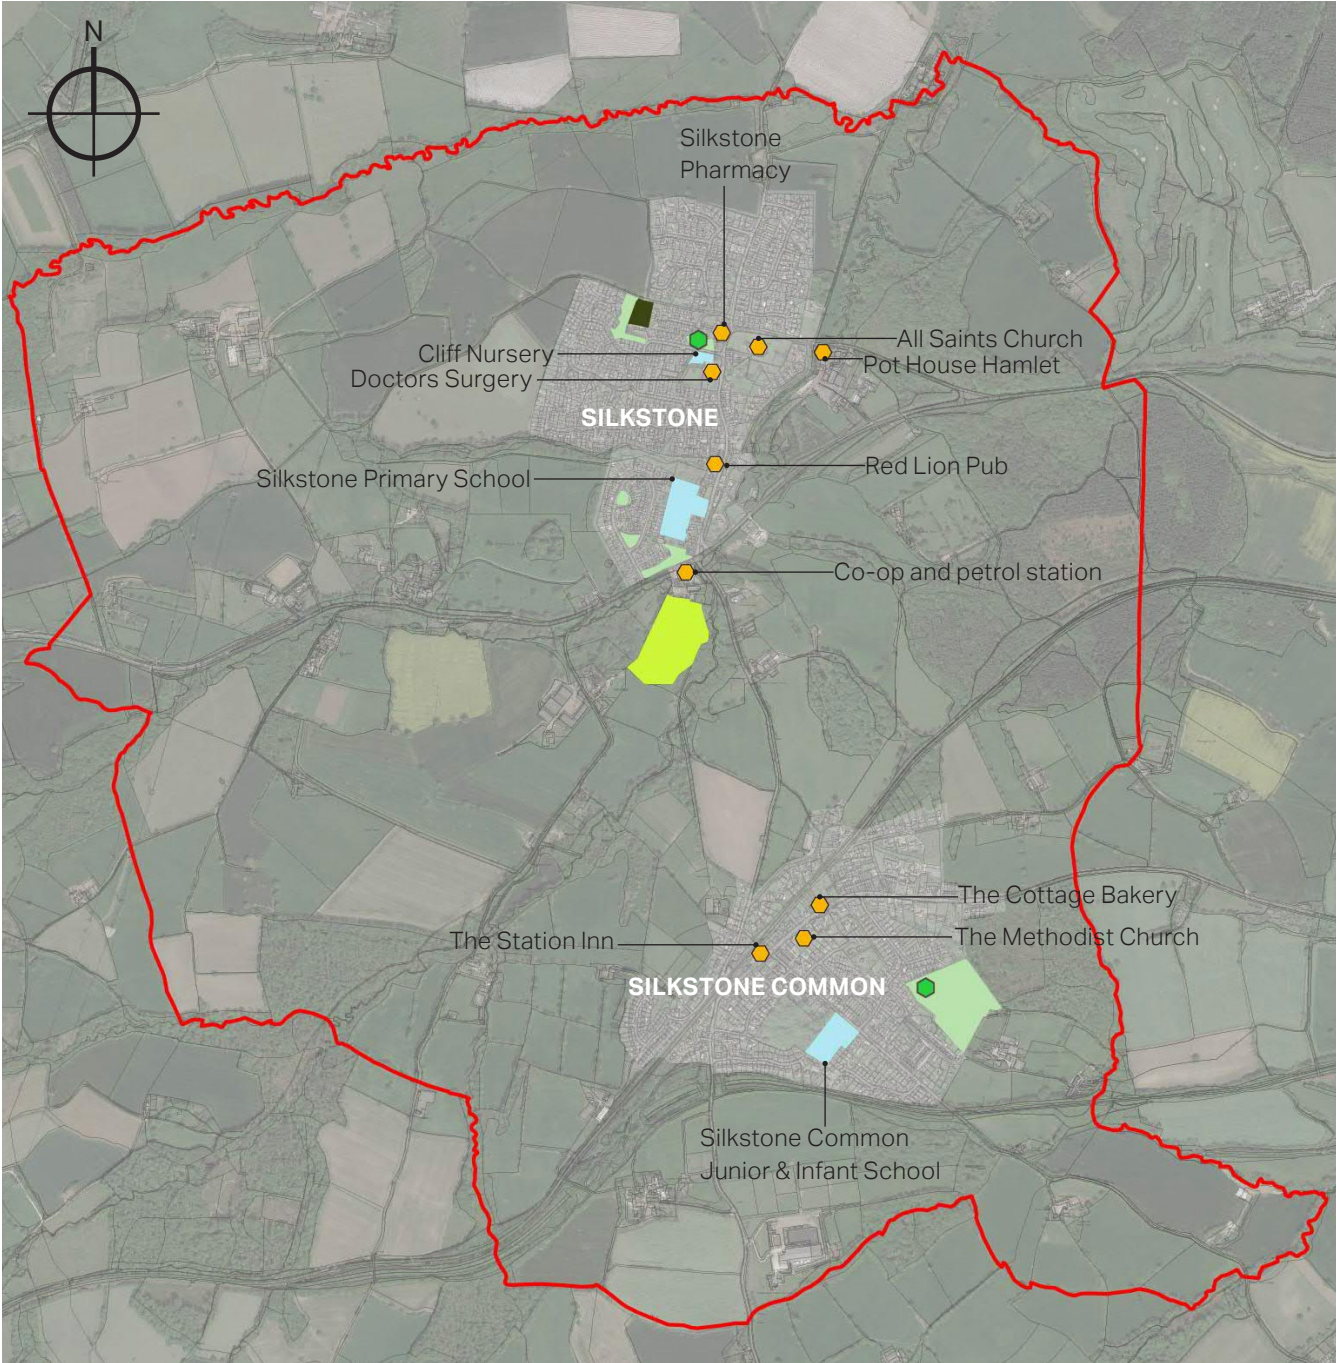 N
Silkstone
Pharmacy
All Saints Church
Cliff Nursery
Pot House Hamlet
Doctors Surgery
SILKSTONE
Red Lion Pub
Silkstone Primary School
Co-op and petrol station
The Cottage Bakery
The Station Inn
The Methodist Church
SILKSTONE COMMON
Silkstone Common
Junior & Infant School